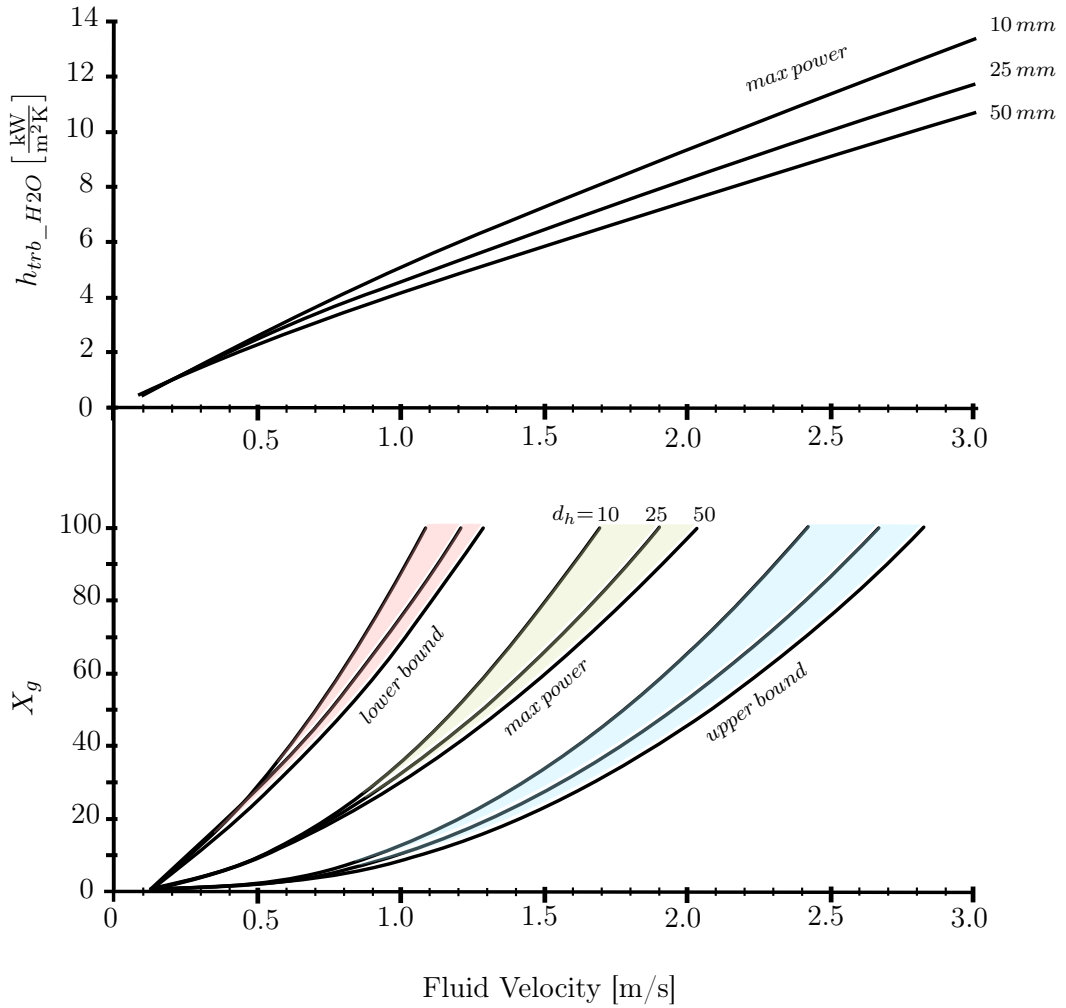 14
12
10
8
6
4
2
0
h_{trb_H2O} [kW/m²K]
max power
10 mm
25 mm
50 mm
0.5 1.0 1.5 2.0 2.5 3.0
100
80
60
40
20
0
X_g
d_h=10 25 50
lower bound
max power
upper bound
0 0.5 1.0 1.5 2.0 2.5 3.0
Fluid Velocity [m/s]